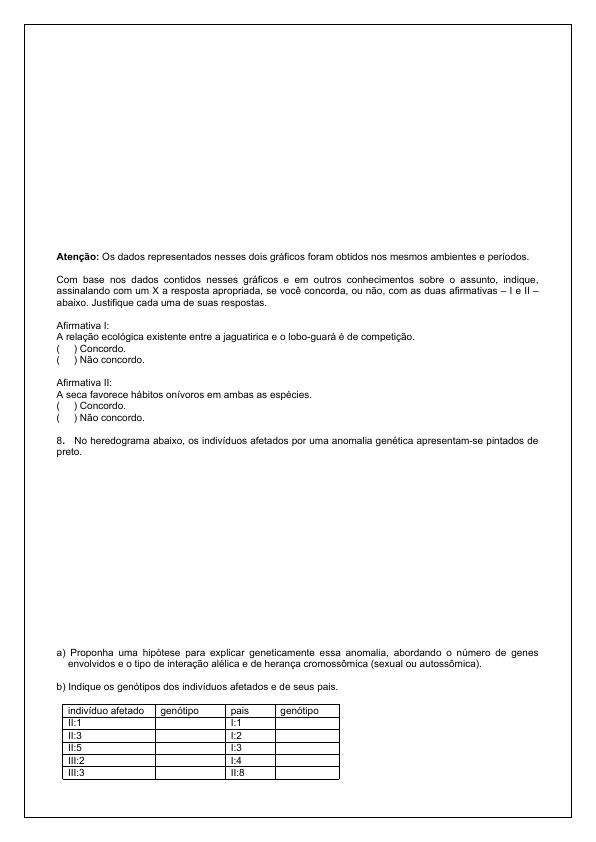 Atenção: Os dados representados nesses dois gráficos foram obtidos nos mesmos ambientes e períodos.
Com base nos dados contidos nesses gráficos e em outros conhecimentos sobre o assunto, indique,
assinalando com um X a resposta apropriada, se você concorda, ou não, com as duas afirmativas – I e II –
abaixo. Justifique cada uma de suas respostas.
Afirmativa I:
A relação ecológica existente entre a jaguatirica e o lobo-guará é de competição.
( ) Concordo.
( ) Não concordo.
Afirmativa II:
A seca favorece hábitos onívoros em ambas as espécies.
( ) Concordo.
( ) Não concordo.
8. No heredograma abaixo, os indivíduos afetados por uma anomalia genética apresentam-se pintados de
preto.
a) Proponha uma hipótese para explicar geneticamente essa anomalia, abordando o número de genes
envolvidos e o tipo de interação alélica e de herança cromossômica (sexual ou autossômica).
b) Indique os genótipos dos indivíduos afetados e de seus pais.
indivíduo afetado genótipo pais genótipo
II:1 I:1
II:3 I:2
II:5 I:3
III:2 I:4
III:3 II:8